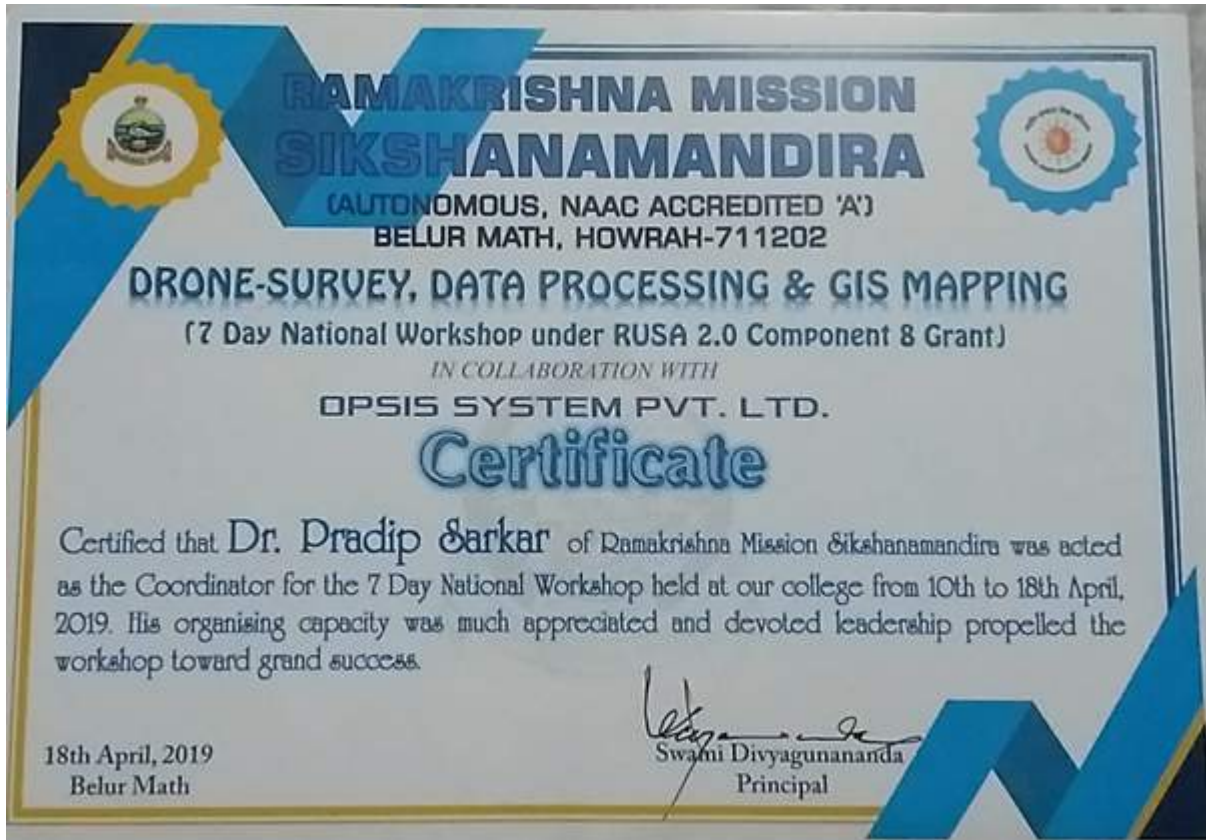 RAMAKRISHNA MISSION
SIKSHANAMANDIRA
(AUTONOMOUS, NAAC ACCREDITED 'A')
BELUR MATH, HOWRAH-711202
DRONE-SURVEY, DATA PROCESSING & GIS MAPPING
(7 Day National Workshop under RUSA 2.0 Component 8 Grant)
IN COLLABORATION WITH
OPSIS SYSTEM PVT. LTD.
Certificate
Certified that Dr. Pradip Sarkar of Ramakrishna Mission Sikshanamandira was acted
as the Coordinator for the 7 Day National Workshop held at our college from 10th to 18th April,
2019. His organising capacity was much appreciated and devoted leadership propelled the
workshop toward grand success.
18th April, 2019
Belur Math
Swami Divyagunananda
Principal